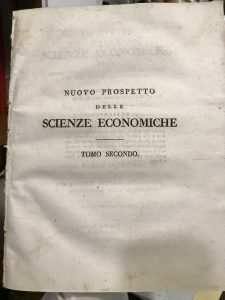 NUOVO PROSPETTO
DELLE
SCIENZE ECONOMICHE
TOMO SECONDO.